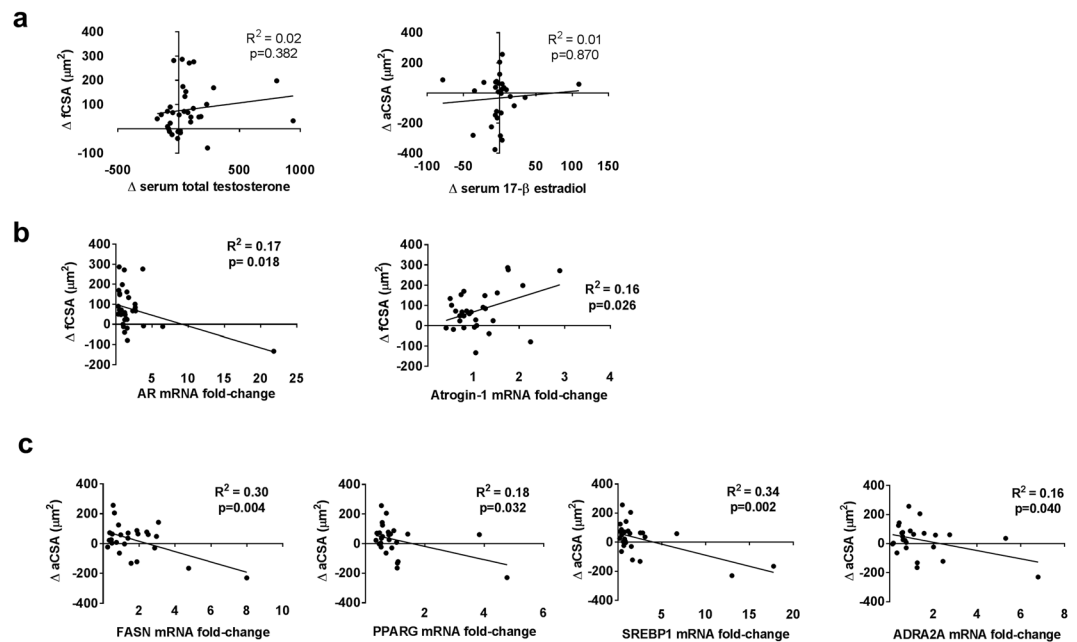 a
Δ fCSA (μm²)
400
300
200
100
0
-100
-500
0
500
1000
R² = 0.02
p=0.382
Δ serum total testosterone
Δ aCSA (μm²)
400
200
0
-200
-400
-100
-50
0
50
100
150
R² = 0.01
p=0.870
Δ serum 17-β estradiol
b
Δ fCSA (μm²)
400
300
200
100
0
-100
-200
5
10
15
20
25
R² = 0.17
p= 0.018
AR mRNA fold-change
Δ fCSA (μm²)
400
300
200
100
0
-100
-200
1
2
3
4
R² = 0.16
p=0.026
Atrogin-1 mRNA fold-change
c
Δ aCSA (μm²)
400
200
0
-200
-400
2
4
6
8
10
R² = 0.30
p=0.004
FASN mRNA fold-change
Δ aCSA (μm²)
400
200
0
-200
-400
2
4
6
R² = 0.18
p=0.032
PPARG mRNA fold-change
Δ aCSA (μm²)
400
200
0
-200
-400
5
10
15
20
R² = 0.34
p=0.002
SREBP1 mRNA fold-change
Δ aCSA (μm²)
400
200
0
-200
-400
2
4
6
8
R² = 0.16
p=0.040
ADRA2A mRNA fold-change